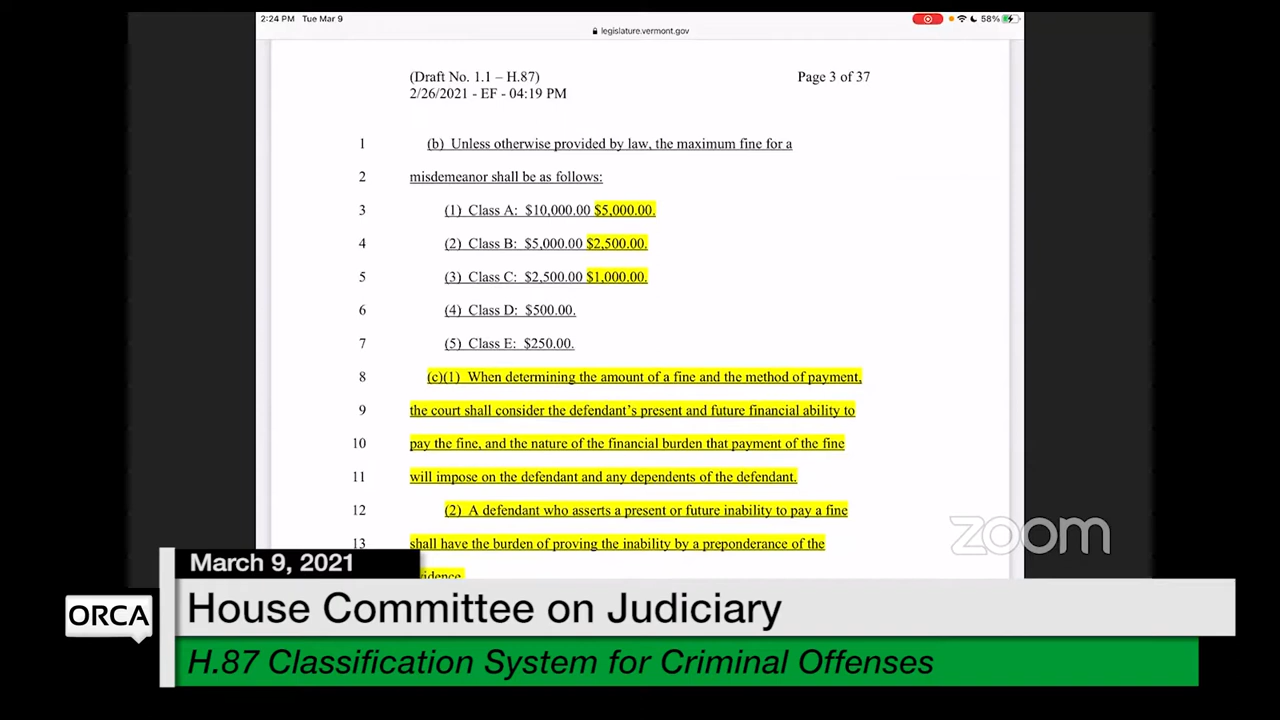 2:24 PM Tue Mar 9
58%
legislature.vermont.gov
(Draft No. 1.1 – H.87)
Page 3 of 37
2/26/2021 - EF - 04:19 PM
1 (b) Unless otherwise provided by law, the maximum fine for a
2 misdemeanor shall be as follows:
3 (1) Class A: $10,000.00 $5,000.00.
4 (2) Class B: $5,000.00 $2,500.00.
5 (3) Class C: $2,500.00 $1,000.00.
6 (4) Class D: $500.00.
7 (5) Class E: $250.00.
8 (c)(1) When determining the amount of a fine and the method of payment,
9 the court shall consider the defendant’s present and future financial ability to
10 pay the fine, and the nature of the financial burden that payment of the fine
11 will impose on the defendant and any dependents of the defendant.
12 (2) A defendant who asserts a present or future inability to pay a fine
13 shall have the burden of proving the inability by a preponderance of the
zoom
March 9, 2021
ORCA
House Committee on Judiciary
H.87 Classification System for Criminal Offenses